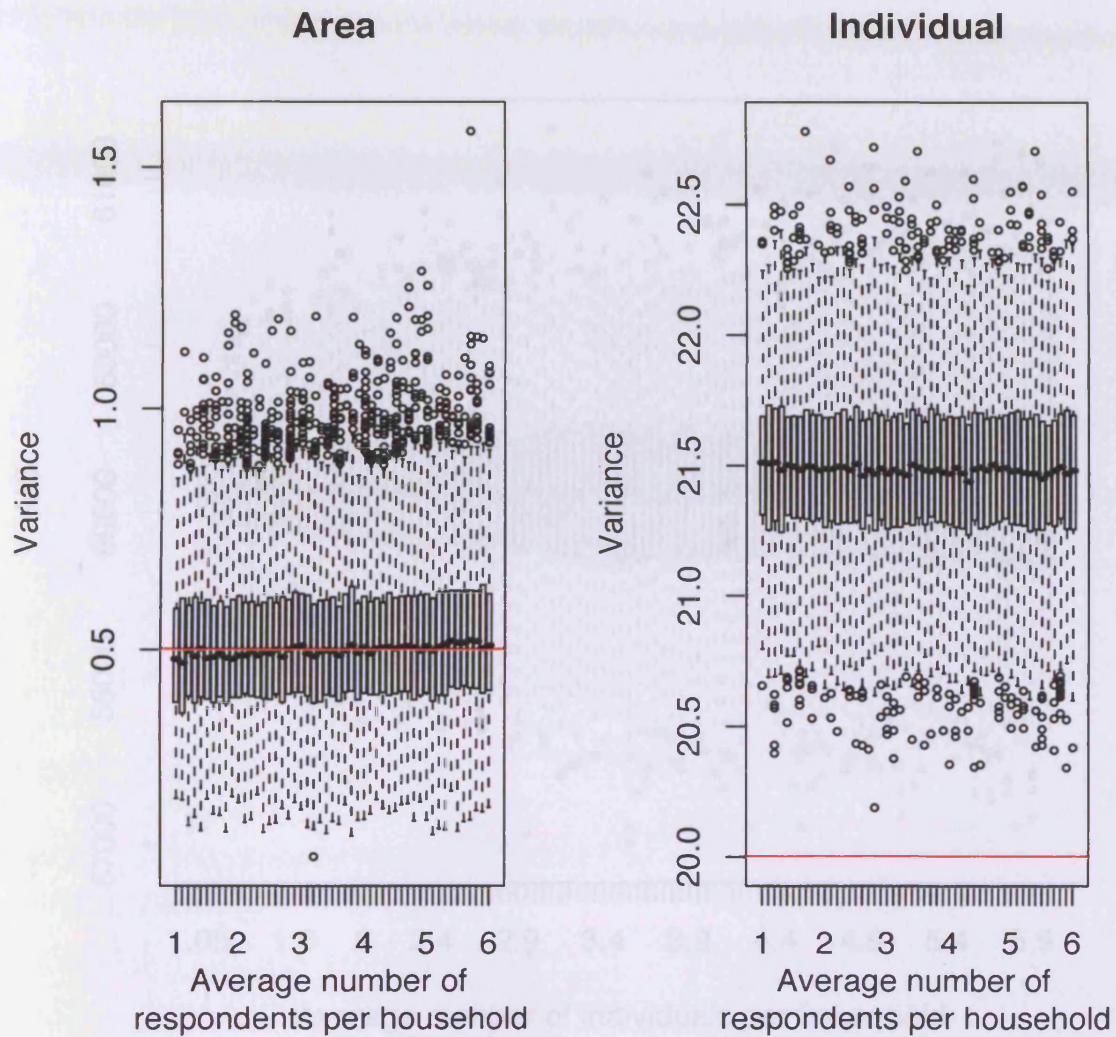 Area
Variance
0.5
1.0
1.5
1
2
3
4
5
6
Average number of
respondents per household
Individual
Variance
20.0
20.5
21.0
21.5
22.0
22.5
1
2
3
4
5
6
Average number of
respondents per household